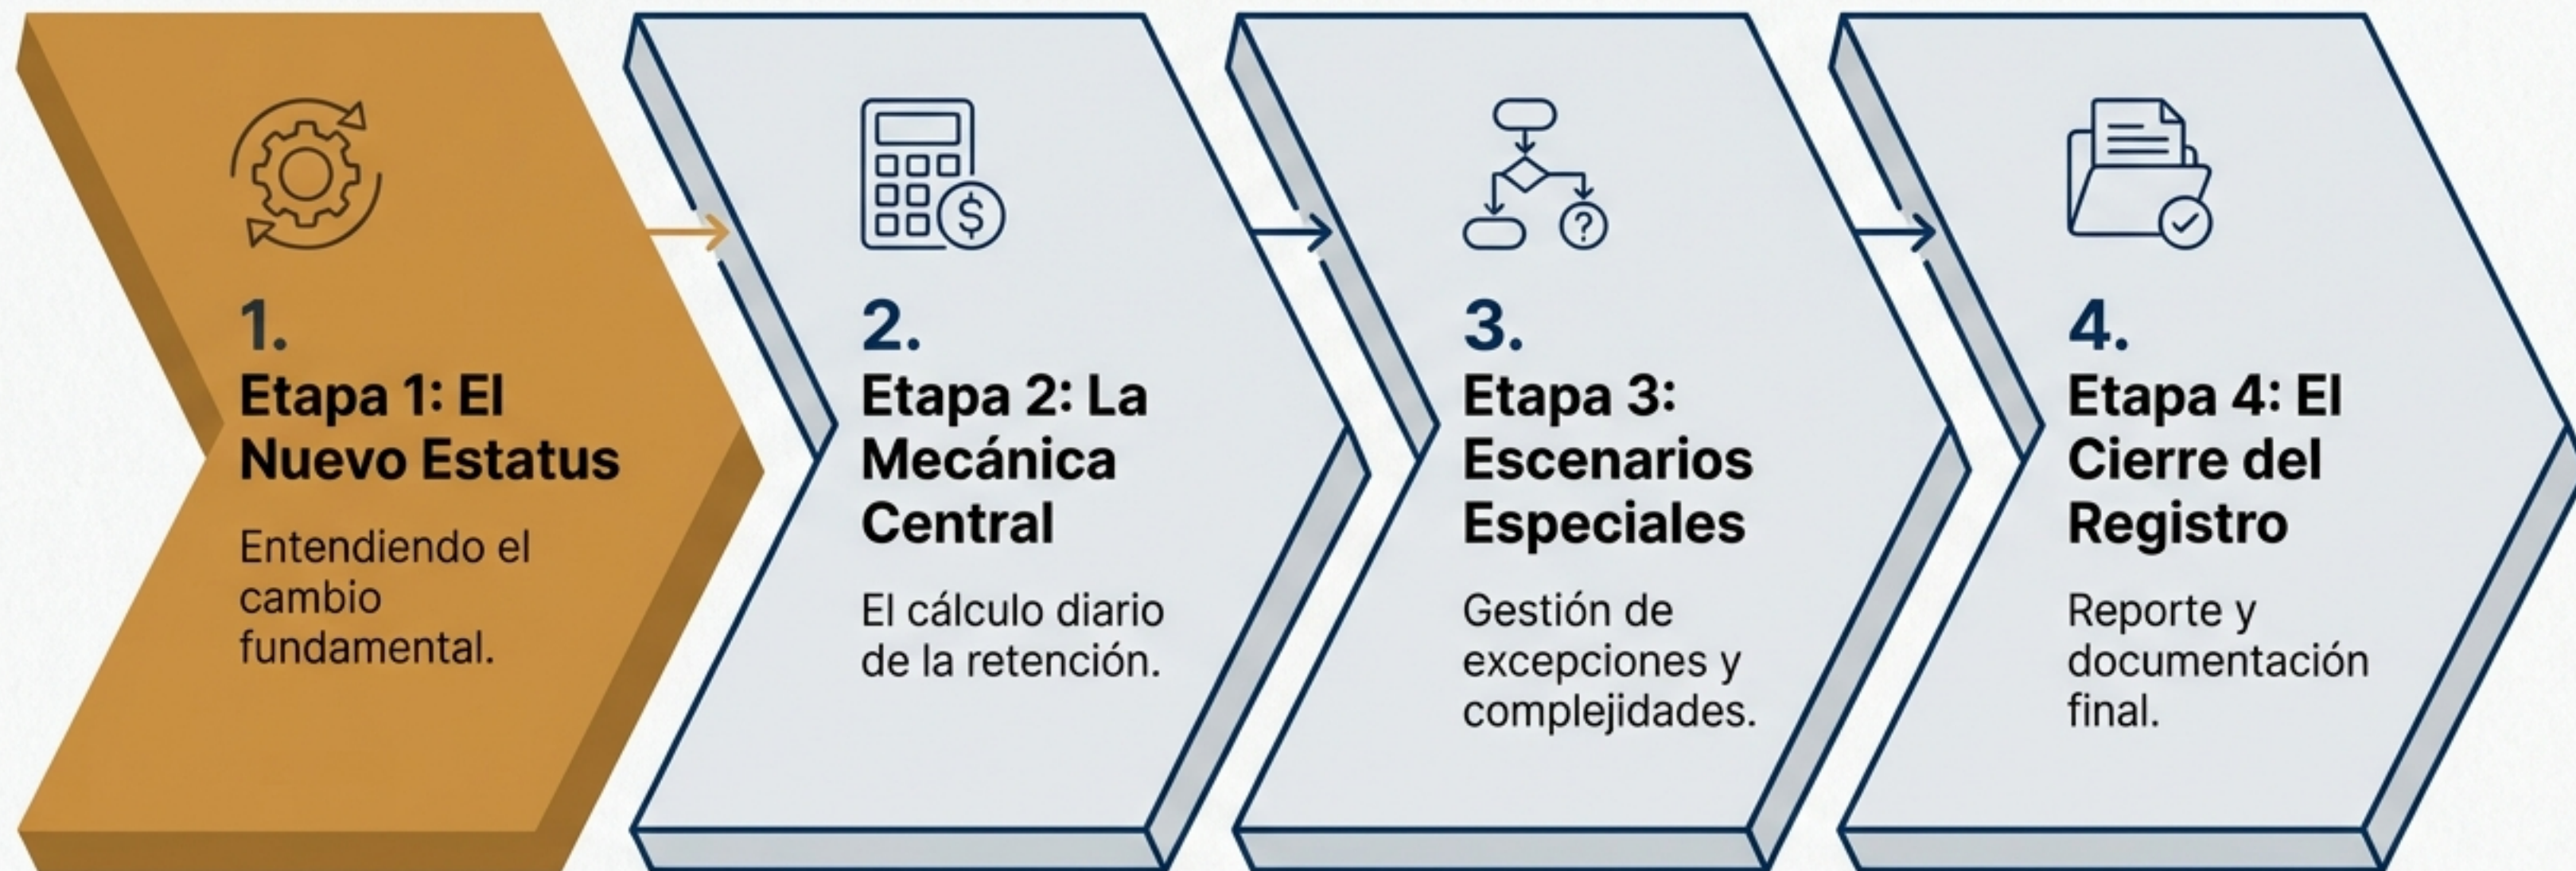 1.
Etapa 1: El
Nuevo Estatus
Entendiendo el
cambio
fundamental.
$
2.
Etapa 2: La
Mecánica
Central
El cálculo diario
de la retención.
?
3.
Etapa 3:
Escenarios
Especiales
Gestión de
excepciones y
complejidades.
4.
Etapa 4: El
Cierre del
Registro
Reporte y
documentación
final.